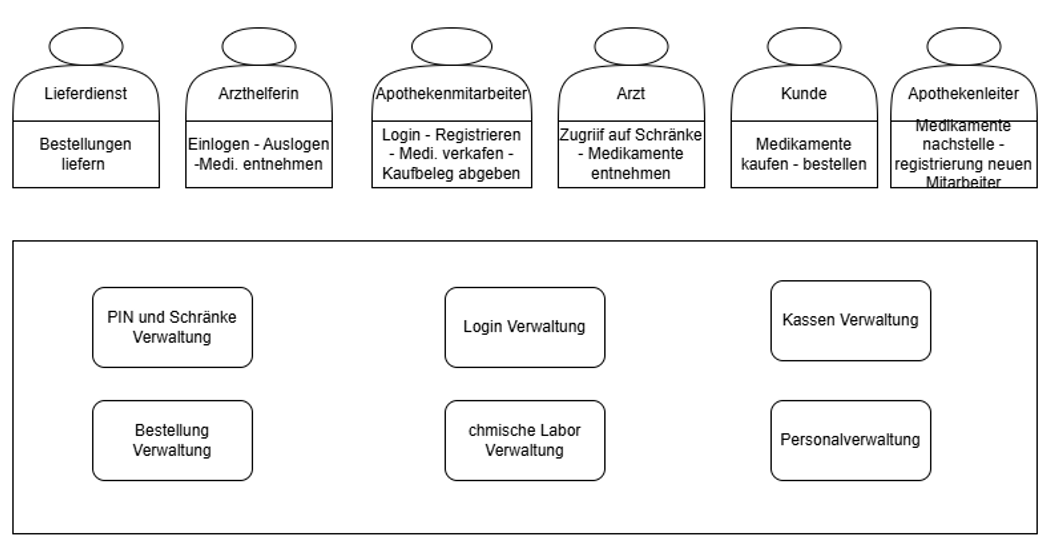 Lieferdienst
Bestellungen
liefern
Arzthelferin
Einlogen - Auslogen
-Medi. entnehmen
Apothekenmitarbeiter
Login - Registrieren
- Medi. verkafen -
Kaufbeleg abgeben
Arzt
Zugriif auf Schränke
- Medikamente
entnehmen
Kunde
Medikamente
kaufen - bestellen
Apothekenleiter
Medikamente
nachstelle -
registrierung neuen
Mitarbeiter
PIN und Schränke
Verwaltung
Login Verwaltung
Kassen Verwaltung
Bestellung
Verwaltung
chmische Labor
Verwaltung
Personalverwaltung